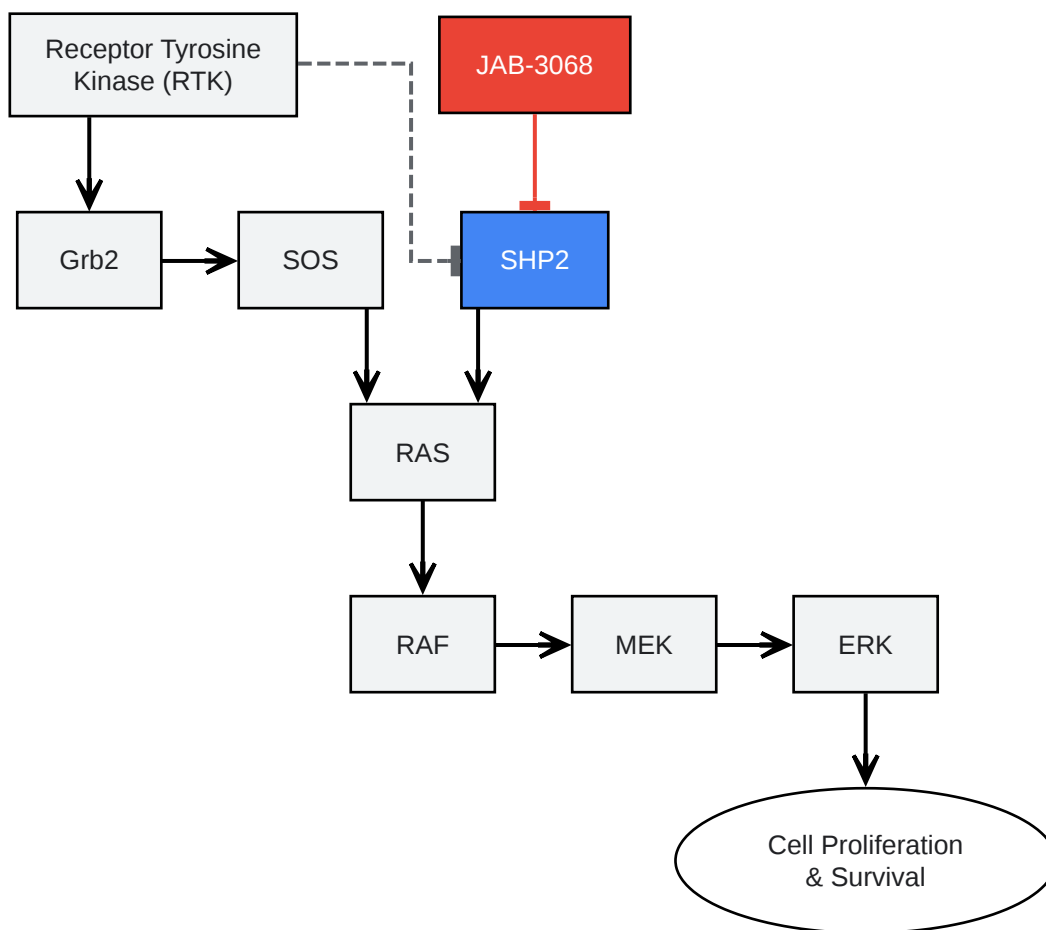 Receptor Tyrosine
Kinase (RTK)
JAB-3068
Grb2
SOS
SHP2
RAS
RAF
MEK
ERK
Cell Proliferation
& Survival